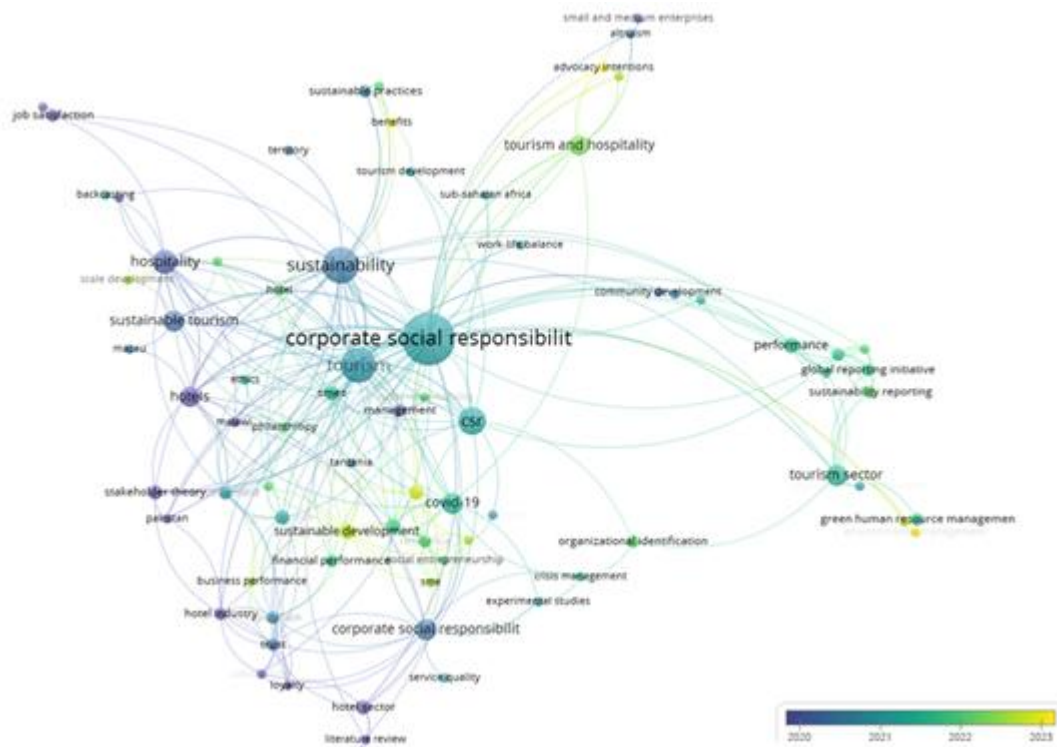 small and medium enterprises
altruism
advocacy intentions
sustainable practices
job satisfaction
benefits
tourism and hospitality
territory
tourism development
backcasting
sub-saharan africa
work-life balance
hospitality
sustainability
scale development
hotel
community development
sustainable tourism
corporate social responsibilit
macau
performance
tourism
global reporting initiative
ethics
sustainability reporting
hotels
management
csr
philanthropy
tanzania
tourism sector
stakeholder theory
covid-19
pakistan
green human resource managemen
sustainable development
organizational identification
financial performance
social entrepreneurship
business performance
sme
crisis management
experimental studies
hotel industry
corporate social responsibilit
trust
service quality
loyalty
hotel sector
literature review
2020 2021 2022 2023